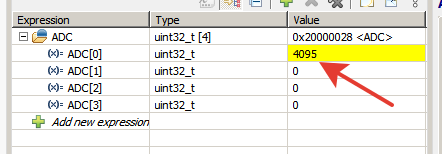 Expression Type Value
ADC uint32_t [4] 0x20000028 <ADC>
(x)= ADC[0] uint32_t 4095
(x)= ADC[1] uint32_t 0
(x)= ADC[2] uint32_t 0
(x)= ADC[3] uint32_t 0
Add new expression